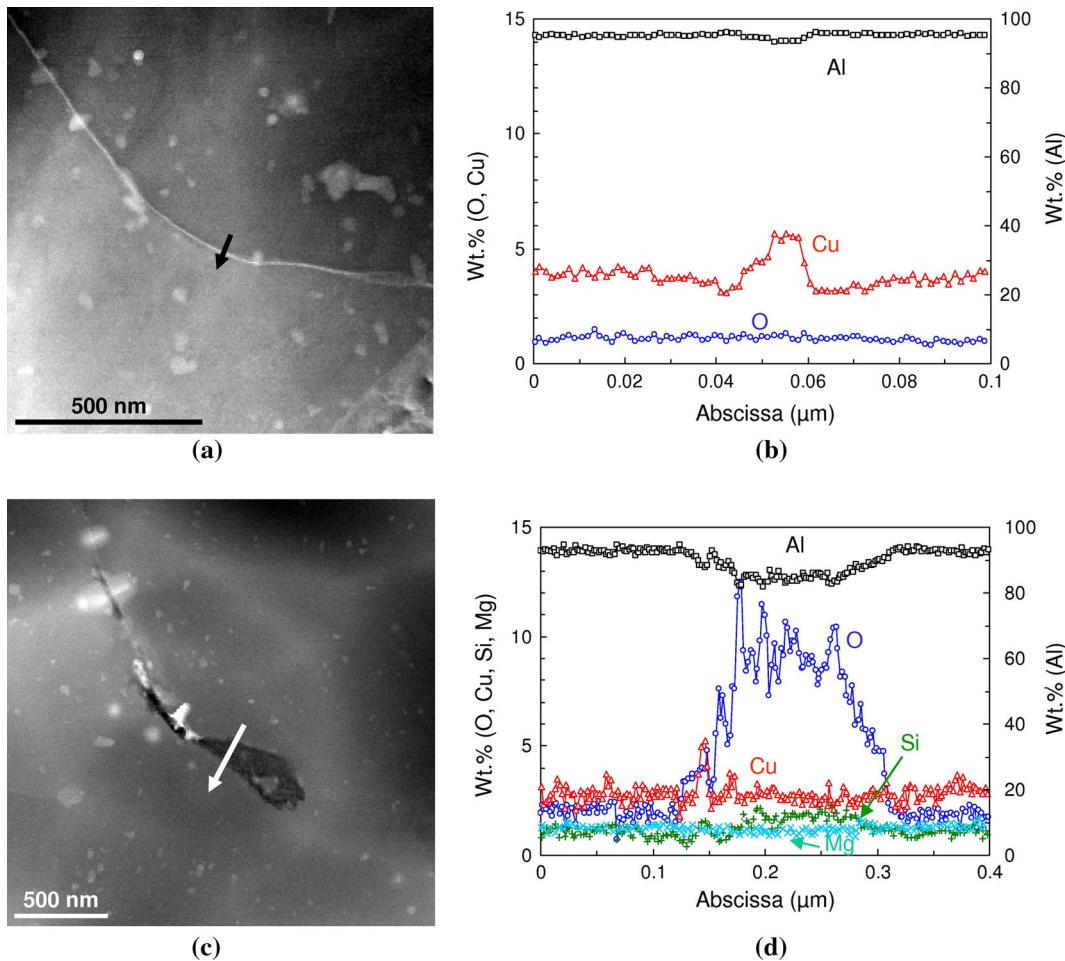 500 nm
(a)
15
10
5
0
Wt.% (O, Cu)
100
80
60
40
20
0
Wt.% (Al)
Al
Cu
O
0
0.02
0.04
0.06
0.08
0.1
Abscissa (µm)
(b)
500 nm
(c)
15
10
5
0
Wt.% (O, Cu, Si, Mg)
100
80
60
40
20
0
Wt.% (Al)
Al
O
Si
Cu
Mg
0
0.1
0.2
0.3
0.4
Abscissa (µm)
(d)